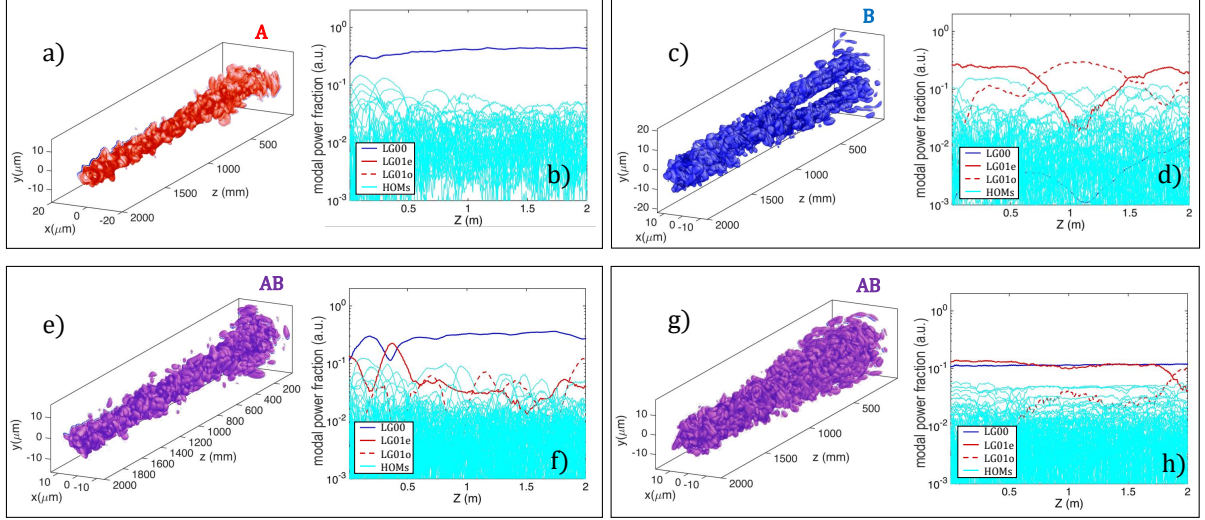 a)
A
y(μm)
10
0
-10
20
0
-20
x(μm)
2000
1500
1000
500
z (mm)
modal power fraction (a.u.)
10⁰
10⁻¹
10⁻²
10⁻³
LG00
LG01e
LG01o
HOMs
b)
0.5
1
1.5
2
Z (m)
c)
B
y(μm)
20
10
0
-10
-20
10
0
-10
x(μm)
2000
1500
1000
500
z (mm)
modal power fraction (a.u.)
10⁰
10⁻¹
10⁻²
10⁻³
LG00
LG01e
LG01o
HOMs
d)
0.5
1
1.5
2
Z (m)
e)
AB
y(μm)
10
0
-10
10
0
-10
x(μm)
2000
1800
1600
1400
1200
1000
800
600
400
200
z (mm)
modal power fraction (a.u.)
10⁰
10⁻¹
10⁻²
10⁻³
LG00
LG01e
LG01o
HOMs
f)
0.5
1
1.5
2
Z (m)
g)
AB
y(μm)
10
0
-10
10
0
-10
x(μm)
2000
1500
1000
500
z (mm)
modal power fraction (a.u.)
10⁰
10⁻¹
10⁻²
10⁻³
LG00
LG01e
LG01o
HOMs
h)
0.5
1
1.5
2
Z (m)